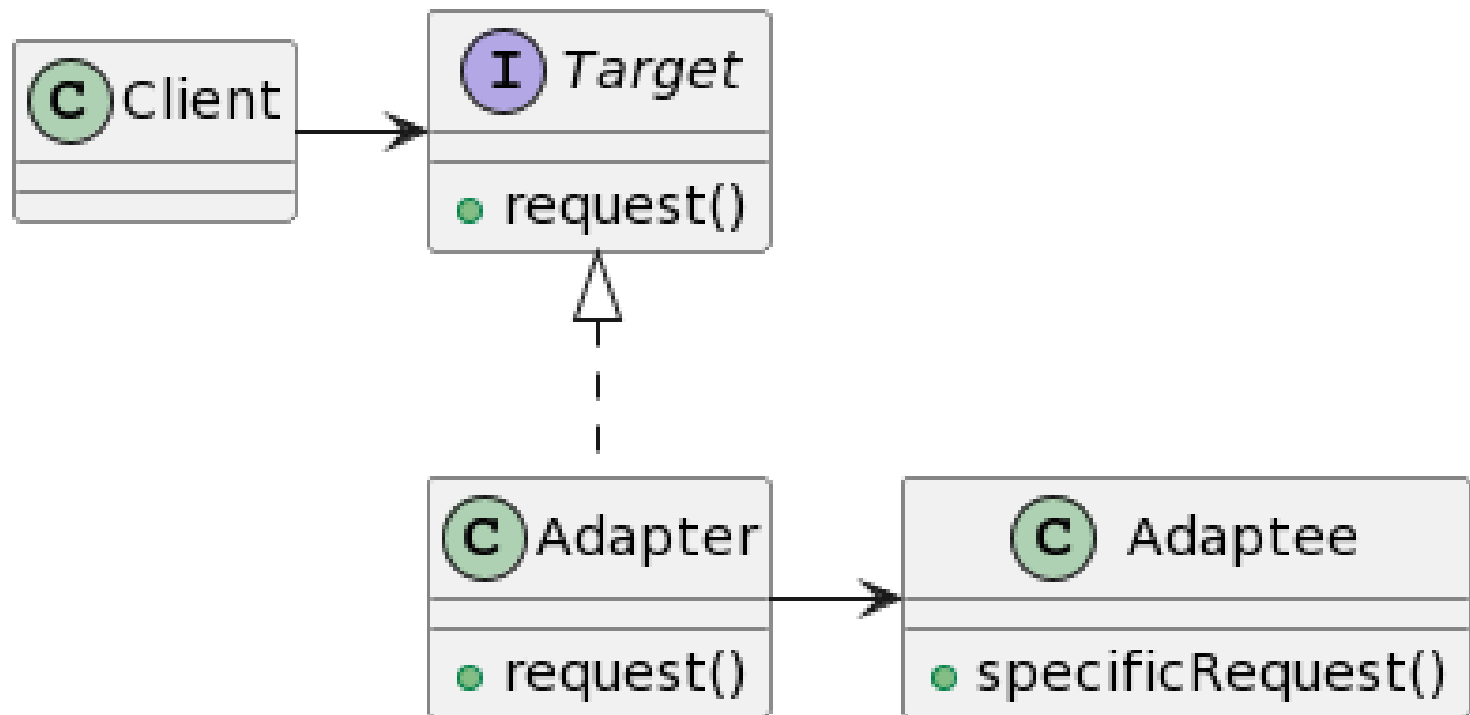 C Client
I Target
request()
C Adapter
request()
C Adaptee
specificRequest()